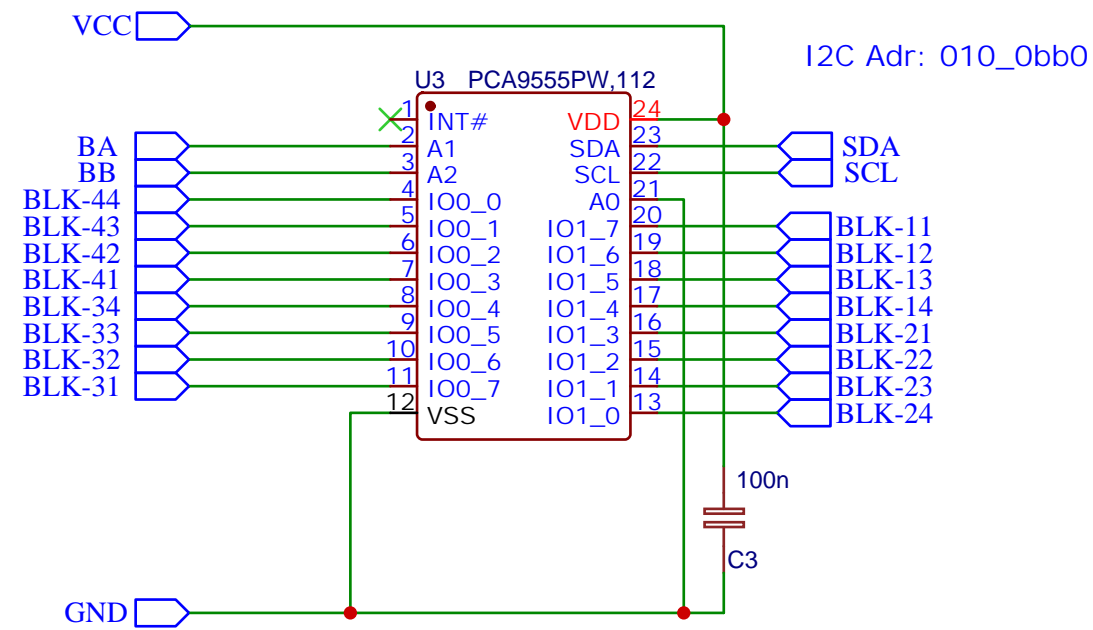 VCC
I2C Adr: 010_0bb0
U3 PCA9555PW,112
1 INT# VDD 24
BA 2 A1 SDA 23 SDA
BB 3 A2 SCL 22 SCL
BLK-44 4 IO0_0 A0 21
BLK-43 5 IO0_1 IO1_7 20 BLK-11
BLK-42 6 IO0_2 IO1_6 19 BLK-12
BLK-41 7 IO0_3 IO1_5 18 BLK-13
BLK-34 8 IO0_4 IO1_4 17 BLK-14
BLK-33 9 IO0_5 IO1_3 16 BLK-21
BLK-32 10 IO0_6 IO1_2 15 BLK-22
BLK-31 11 IO0_7 IO1_1 14 BLK-23
12 VSS IO1_0 13 BLK-24
100n
C3
GND